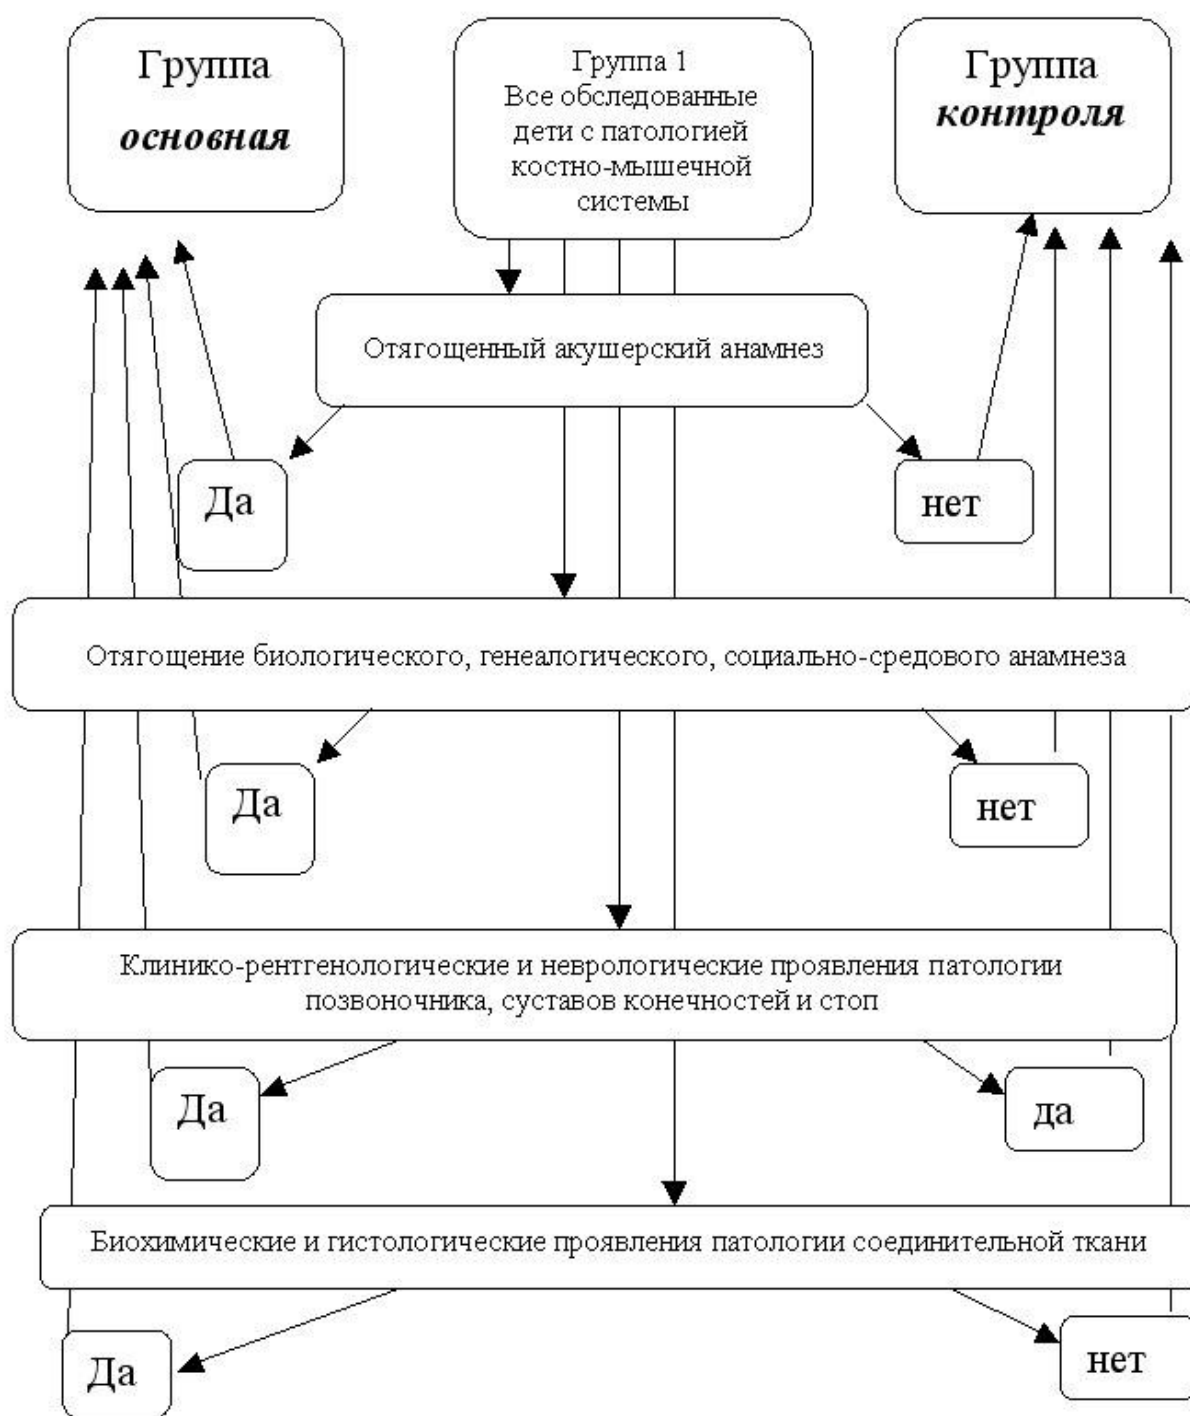 Группа
основная
Группа 1
Все обследованные
дети с патологией
костно-мышечной
системы
Группа
контроля
Отягощенный акушерский анамнез
Да
нет
Отягощение биологического, генеалогического, социально-средового анамнеза
Да
нет
Клинико-рентгенологические и неврологические проявления патологии
позвоночника, суставов конечностей и стоп
Да
да
Биохимические и гистологические проявления патологии соединительной ткани
Да
нет